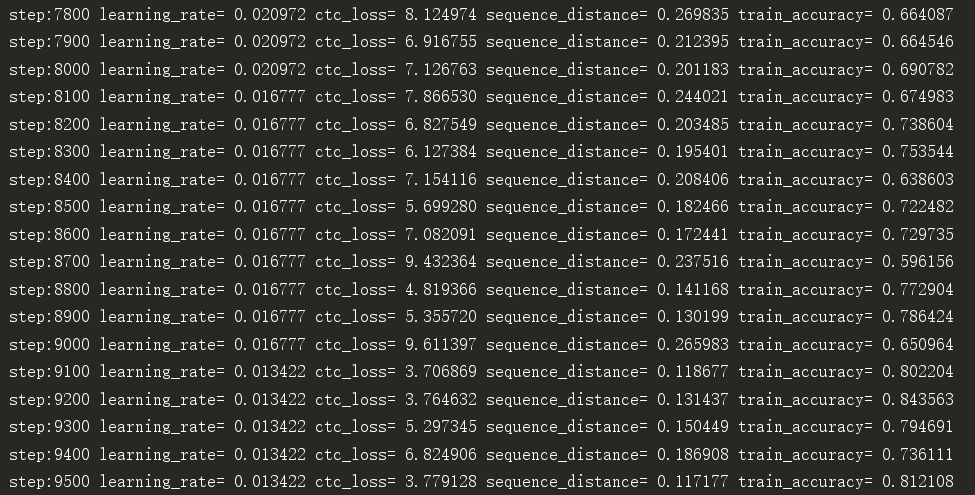 step:7800 learning_rate= 0.020972 ctc_loss= 8.124974 sequence_distance= 0.269835 train_accuracy= 0.664087
step:7900 learning_rate= 0.020972 ctc_loss= 6.916755 sequence_distance= 0.212395 train_accuracy= 0.664546
step:8000 learning_rate= 0.020972 ctc_loss= 7.126763 sequence_distance= 0.201183 train_accuracy= 0.690782
step:8100 learning_rate= 0.016777 ctc_loss= 7.866530 sequence_distance= 0.244021 train_accuracy= 0.674983
step:8200 learning_rate= 0.016777 ctc_loss= 6.827549 sequence_distance= 0.203485 train_accuracy= 0.738604
step:8300 learning_rate= 0.016777 ctc_loss= 6.127384 sequence_distance= 0.195401 train_accuracy= 0.753544
step:8400 learning_rate= 0.016777 ctc_loss= 7.154116 sequence_distance= 0.208406 train_accuracy= 0.638603
step:8500 learning_rate= 0.016777 ctc_loss= 5.699280 sequence_distance= 0.182466 train_accuracy= 0.722482
step:8600 learning_rate= 0.016777 ctc_loss= 7.082091 sequence_distance= 0.172441 train_accuracy= 0.729735
step:8700 learning_rate= 0.016777 ctc_loss= 9.432364 sequence_distance= 0.237516 train_accuracy= 0.596156
step:8800 learning_rate= 0.016777 ctc_loss= 4.819366 sequence_distance= 0.141168 train_accuracy= 0.772904
step:8900 learning_rate= 0.016777 ctc_loss= 5.355720 sequence_distance= 0.130199 train_accuracy= 0.786424
step:9000 learning_rate= 0.016777 ctc_loss= 9.611397 sequence_distance= 0.265983 train_accuracy= 0.650964
step:9100 learning_rate= 0.013422 ctc_loss= 3.706869 sequence_distance= 0.118677 train_accuracy= 0.802204
step:9200 learning_rate= 0.013422 ctc_loss= 3.764632 sequence_distance= 0.131437 train_accuracy= 0.843563
step:9300 learning_rate= 0.013422 ctc_loss= 5.297345 sequence_distance= 0.150449 train_accuracy= 0.794691
step:9400 learning_rate= 0.013422 ctc_loss= 6.824906 sequence_distance= 0.186908 train_accuracy= 0.736111
step:9500 learning_rate= 0.013422 ctc_loss= 3.779128 sequence_distance= 0.117177 train_accuracy= 0.812108